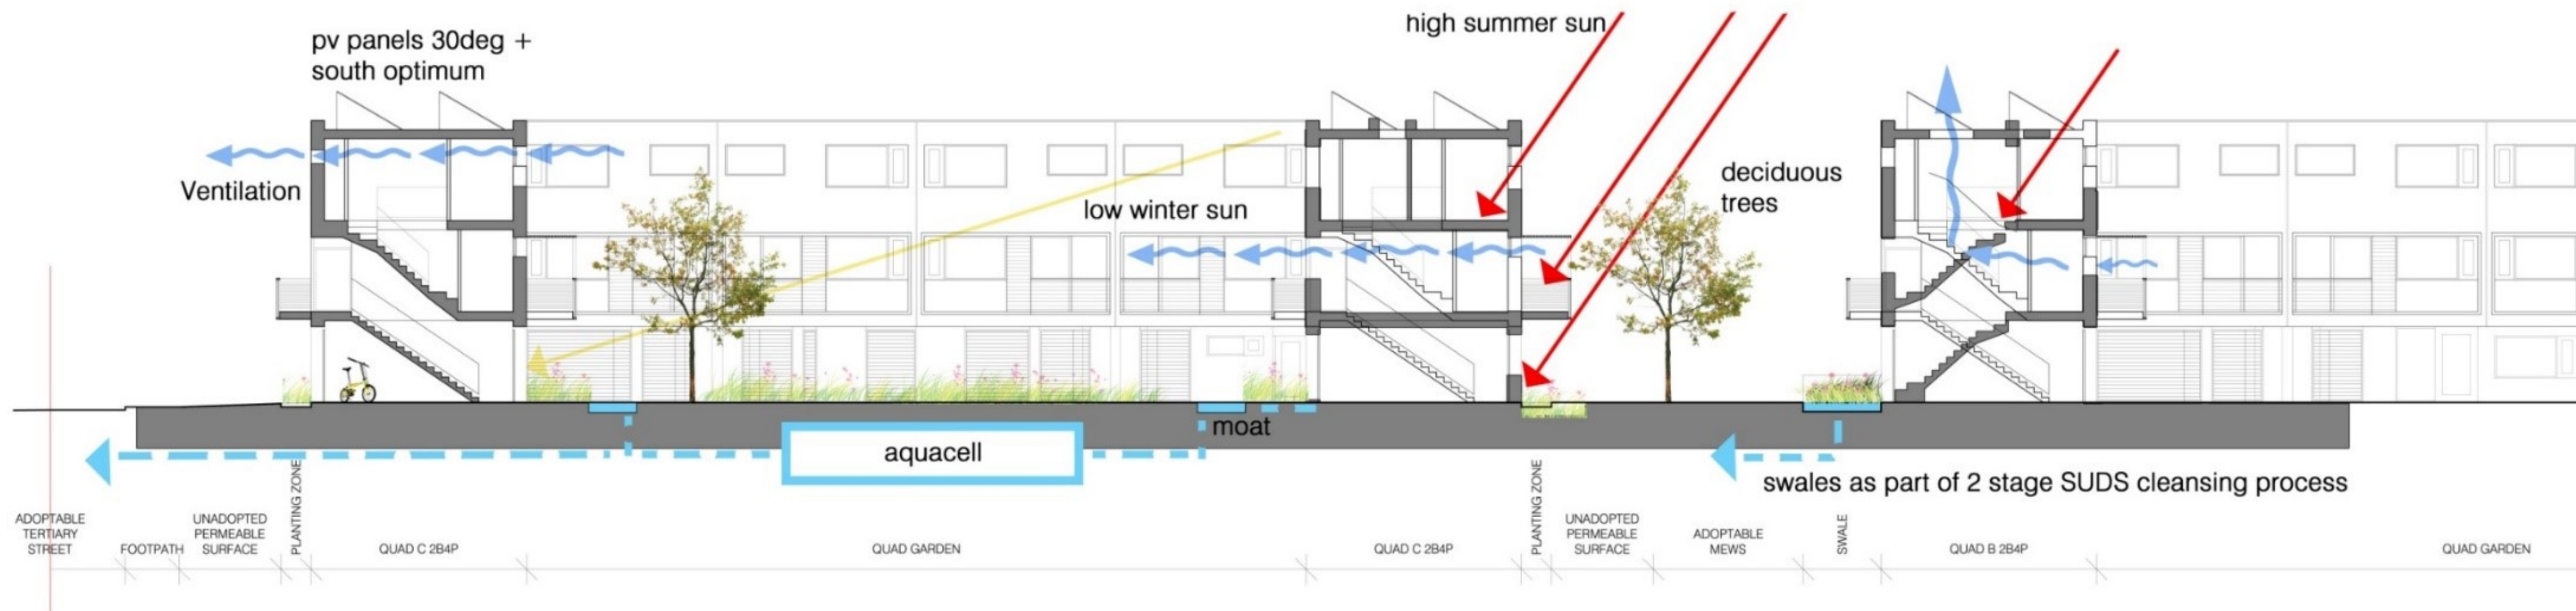 pv panels 30deg +
south optimum
high summer sun
Ventilation
low winter sun
deciduous
trees
moat
aquacell
swales as part of 2 stage SUDS cleansing process
ADOPTABLE
TERTIARY
STREET
FOOTPATH
UNADOPTED
PERMEABLE
SURFACE
PLANTING ZONE
QUAD C 2B4P
QUAD GARDEN
QUAD C 2B4P
PLANTING ZONE
UNADOPTED
PERMEABLE
SURFACE
ADOPTABLE
MEWS
SWALE
QUAD B 2B4P
QUAD GARDEN